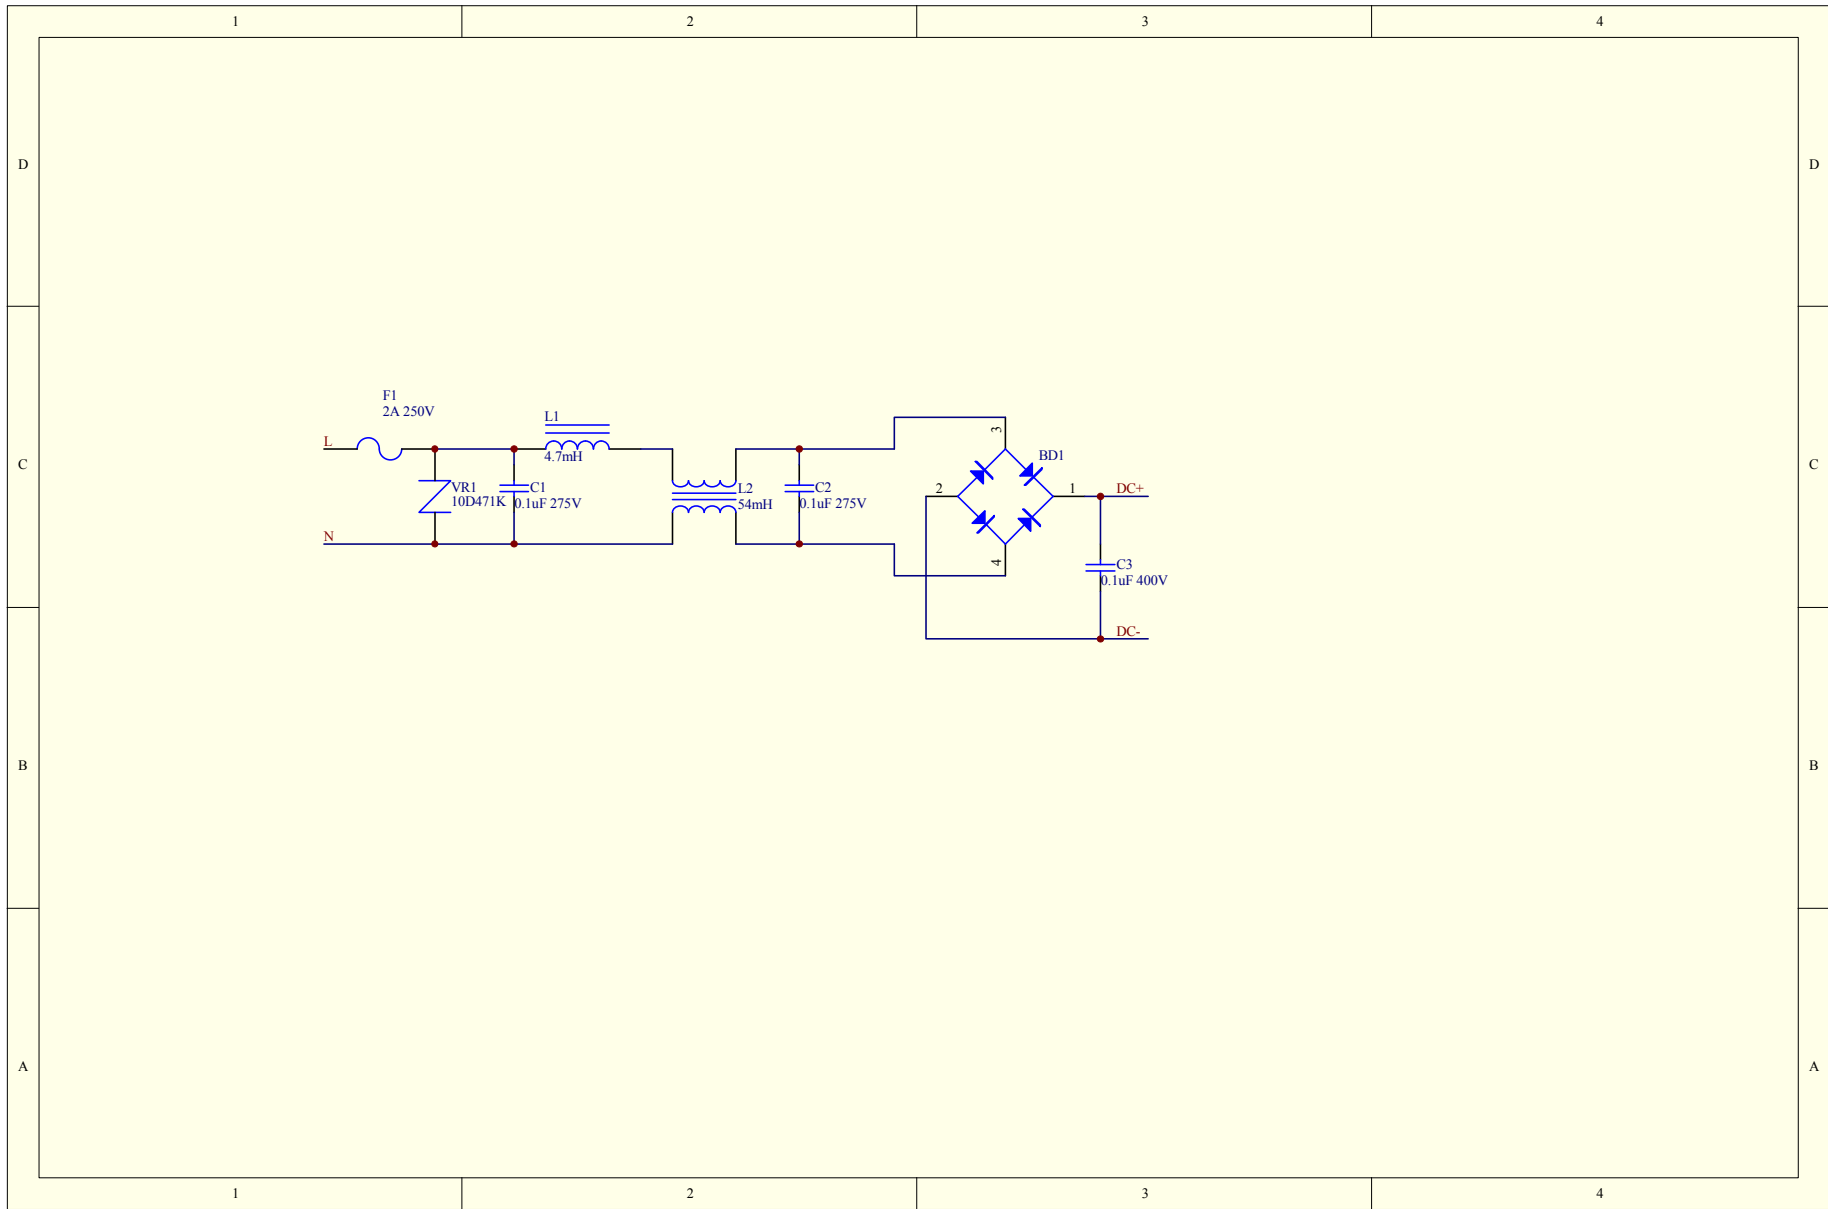 1 2 3 4
D D
F1
2A 250V
L1
L
4.7mH
C C
3
BD1
VR1
10D471K
C1
0.1uF 275V
L2
54mH
C2
0.1uF 275V
2
1
DC+
N
4
C3
0.1uF 400V
DC-
B B
A A
1 2 3 4